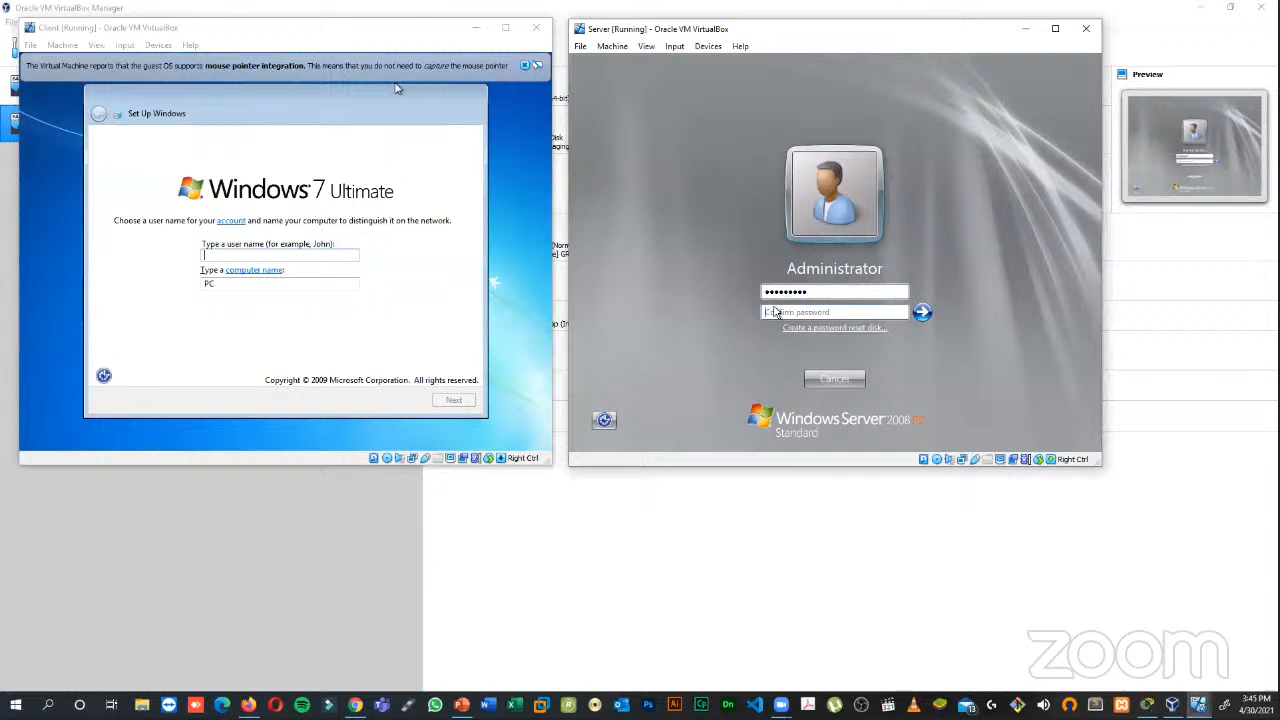 Oracle VM VirtualBox Manager
Client [Running] - Oracle VM VirtualBox
File Machine View Input Devices Help
The Virtual Machine reports that the guest OS supports mouse pointer integration. This means that you do not need to capture the mouse pointer
Set Up Windows
Windows 7 Ultimate
Choose a user name for your account and name your computer to distinguish it on the network.
Type a user name (for example, John):
Type a computer name:
PC
Copyright © 2009 Microsoft Corporation. All rights reserved.
Next
Right Ctrl
Server [Running] - Oracle VM VirtualBox
File Machine View Input Devices Help
Administrator
Confirm password
Create a password reset disk...
Cancel
Windows Server 2008 R2
Standard
Right Ctrl
Preview
zoom
3:45 PM
4/30/2021